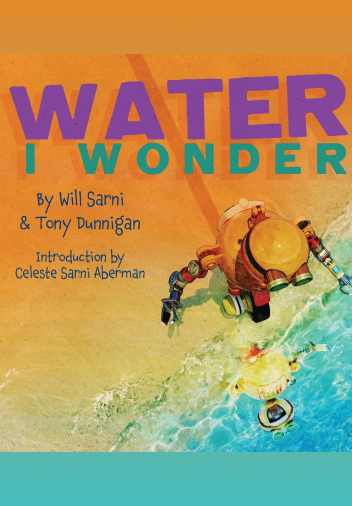 WATER
I WONDER
By Will Sarni
& Tony Dunnigan
Introduction by
Celeste Sarni Aberman